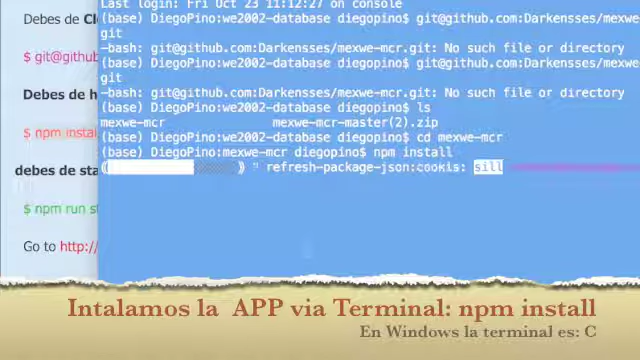 Last login: Fri Oct 23 11:12:27 on console
Debes de Cl
(base) DiegoPino:we2002-database diegopino$ git@github.com:Darkensses/mexwe
git
$ git@github
-bash: git@github.com:Darkensses/mexwe-mcr.git: No such file or directory
(base) DiegoPino:we2002-database diegopino$ git@github.com:Darkensses/mexwe
git
Debes de h
-bash: git@github.com:Darkensses/mexwe-mcr.git: No such file or directory
(base) DiegoPino:we2002-database diegopino$ ls
mexwe-mcr mexwe-mcr-master(2).zip
$ npm instal
(base) DiegoPino:we2002-database diegopino$ cd mexwe-mcr
(base) DiegoPino:mexwe-mcr diegopino$ npm install
debes de sta
refresh-package-json:cookis: sill
$ npm run st
Go to http://
Intalamos la APP via Terminal: npm install
En Windows la terminal es: C